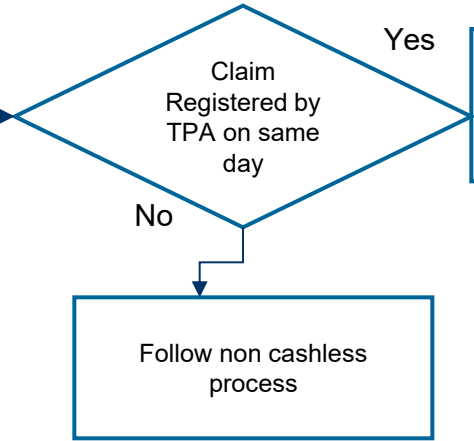 Yes
Claim
Registered by
TPA on same
day
No
Follow non cashless
process